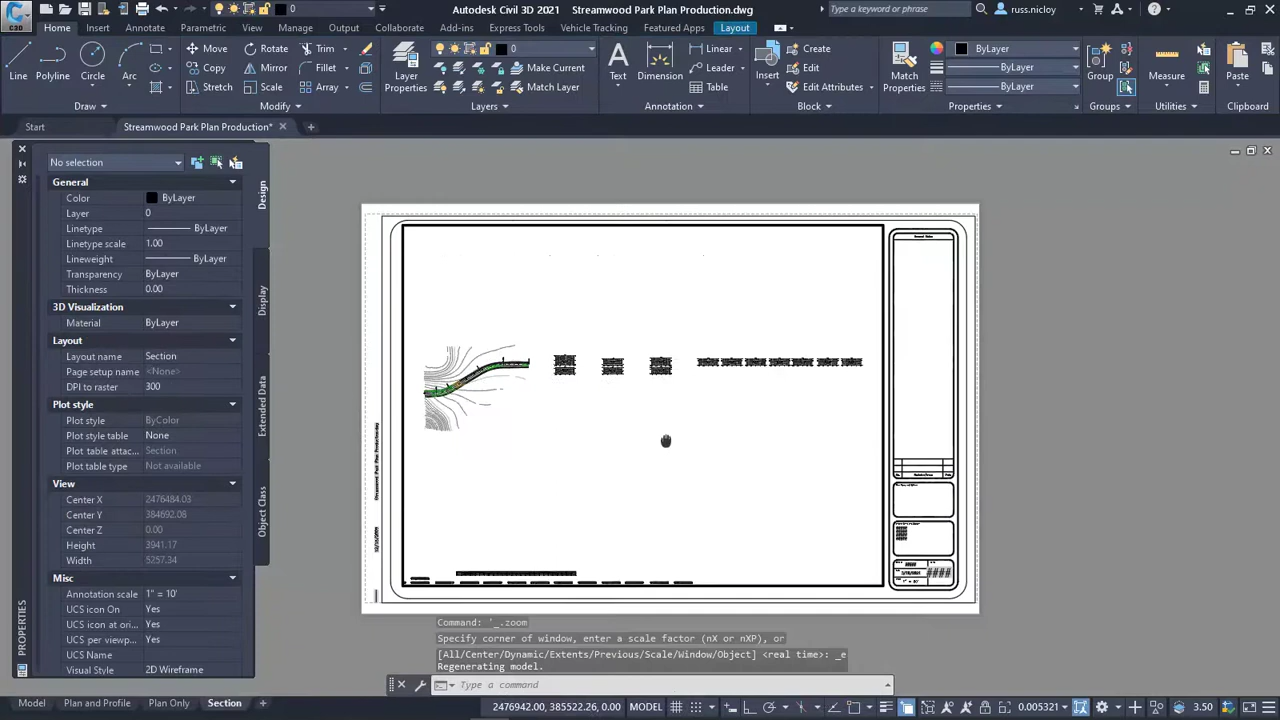 C3D
0
Autodesk Civil 3D 2021 Streamwood Park Plan Production.dwg
Type a keyword or phrase
russ.nicloy
Home Insert Annotate Parametric View Manage Output Collaborate Add-ins Express Tools Vehicle Tracking Featured Apps Layout
Line Polyline Circle Arc
Move Rotate Trim
Copy Mirror Fillet
Stretch Scale Array
Layer Properties
0
Make Current
Match Layer
Text Dimension
Linear
Leader
Table
Insert
Create
Edit
Edit Attributes
Match Properties
ByLayer
ByLayer
ByLayer
Group
Measure
Paste
Draw Modify Layers Annotation Block Properties Groups Utilities Clipboard
Start Streamwood Park Plan Production*
No selection
General
Color ByLayer
Layer 0
Linetype ByLayer
Linetype scale 1.00
Lineweight ByLayer
Transparency ByLayer
Thickness 0.00
3D Visualization
Material ByLayer
Layout
Layout name Section
Page setup name <None>
DPI to raster 300
Plot style
Plot style ByColor
Plot style table None
Plot table attac... Section
Plot table type Not available
View
Center X 2476484.03
Center Y 384692.08
Center Z 0.00
Height 3941.17
Width 5257.34
Misc
Annotation scale 1" = 10'
UCS icon On Yes
UCS icon at ori... Yes
UCS per viewp... Yes
UCS Name
Visual Style 2D Wireframe
Design
Display
Extended Data
Object Class
PROPERTIES
General Notes
####
Command: '_.zoom
Specify corner of window, enter a scale factor (nX or nXP), or
[All/Center/Dynamic/Extents/Previous/Scale/Window/Object] <real time>: _e
Regenerating model.
Type a command
Model Plan and Profile Plan Only Section
2476942.00, 385522.26, 0.00 MODEL
0.005321
3.50